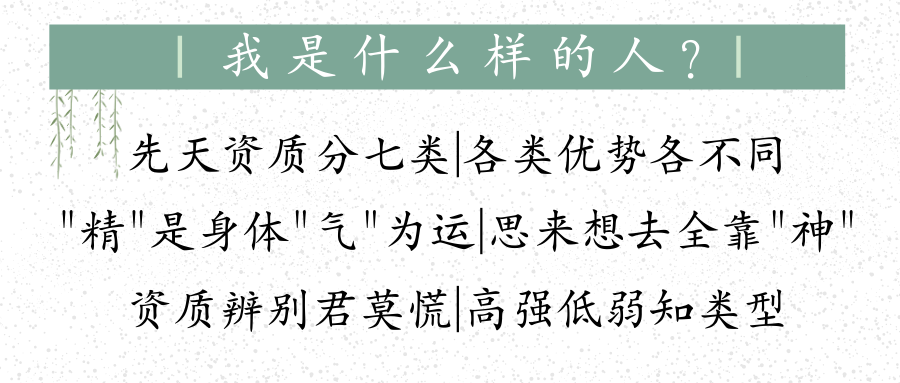 |我是什么样的人?|
先天资质分七类|各类优势各不同
"精"是身体"气"为运|思来想去全靠"神"
资质辨别君莫慌|高强低弱知类型